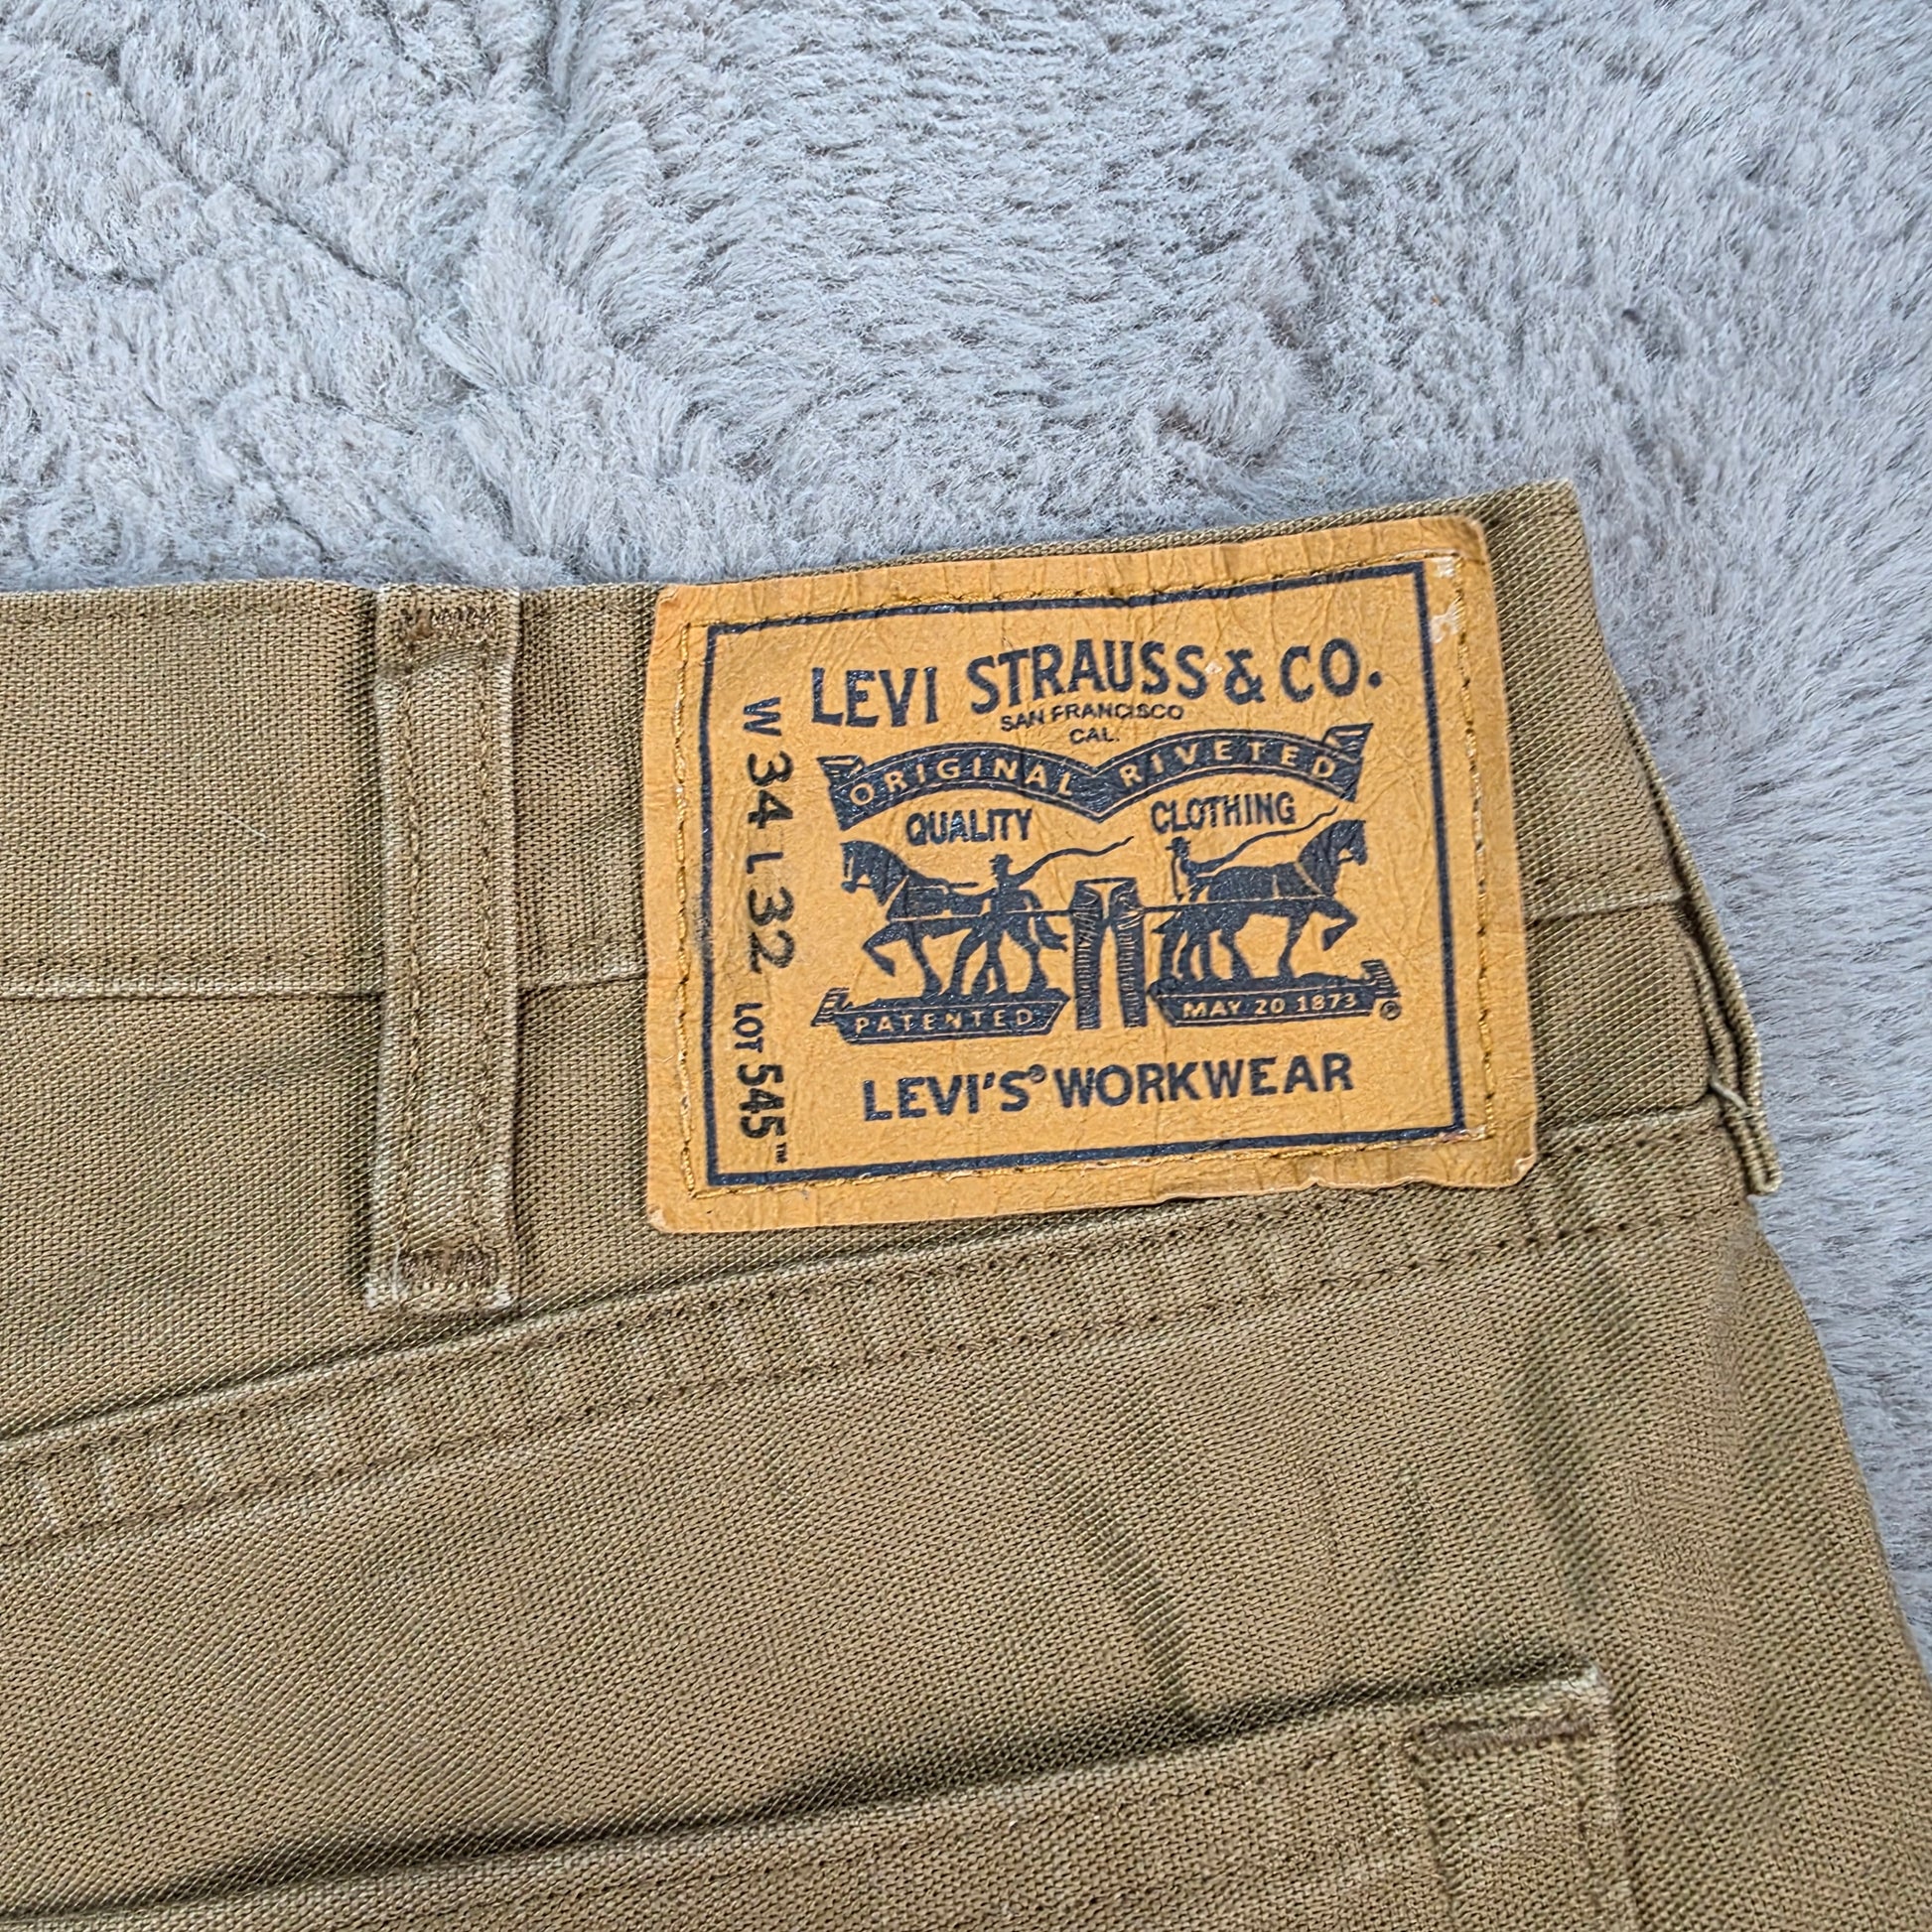 LEVI STRAUSS & CO.
SAN FRANCISCO
CAL.
ORIGINAL RIVETED
QUALITY CLOTHING
PATENTED MAY 20 1873 ®
LEVI'S® WORKWEAR
W 34 L 32 LOT 545™